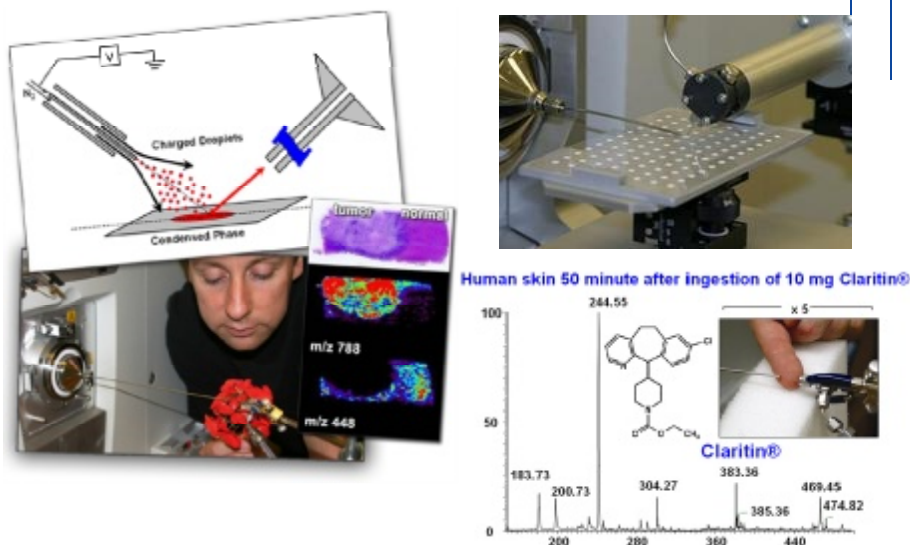 V
N₂
Charged Droplets
Condensed Phase
tumor normal
m/z 788
m/z 448
Human skin 50 minute after ingestion of 10 mg Claritin®
244.55
x 5
100
50
0
Cl
N
N
O
O
CH₃
Claritin®
183.73
200.73
304.27
383.36
385.36
469.45
474.82
200
280
360
440